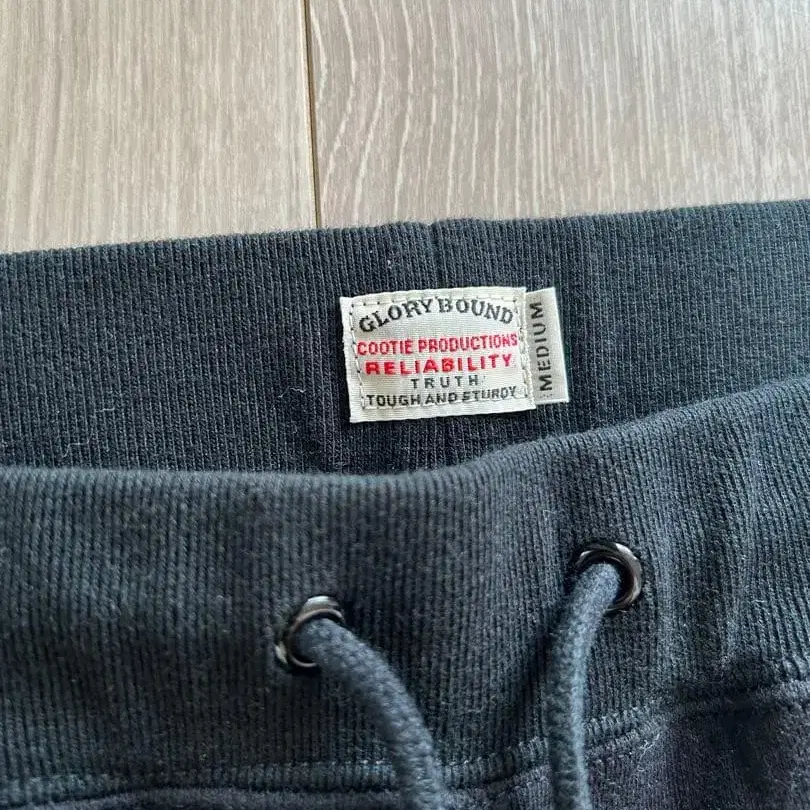 GLORY BOUND
COOTIE PRODUCTIONS
RELIABILITY
TRUTH
TOUGH AND STURDY
MEDIUM